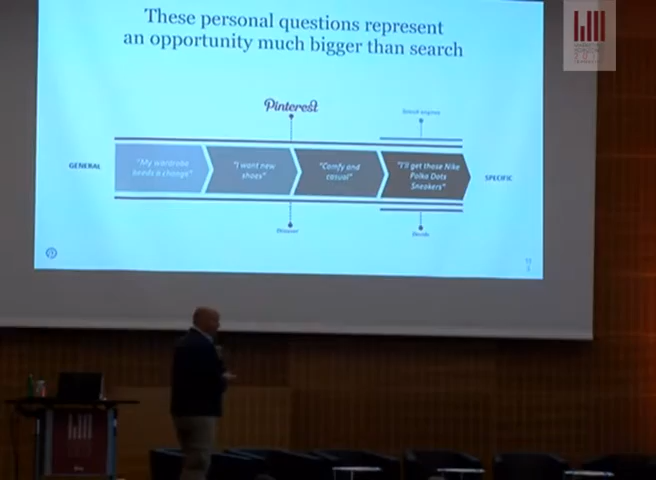 These personal questions represent
an opportunity much bigger than search
Pinterest
Search engines
GENERAL
"My wardrobe
needs a change"
"I want new
shoes"
"Comfy and
casual"
"I'll get those Nike
Polka Dots
Sneakers"
SPECIFIC
Discover
Decide